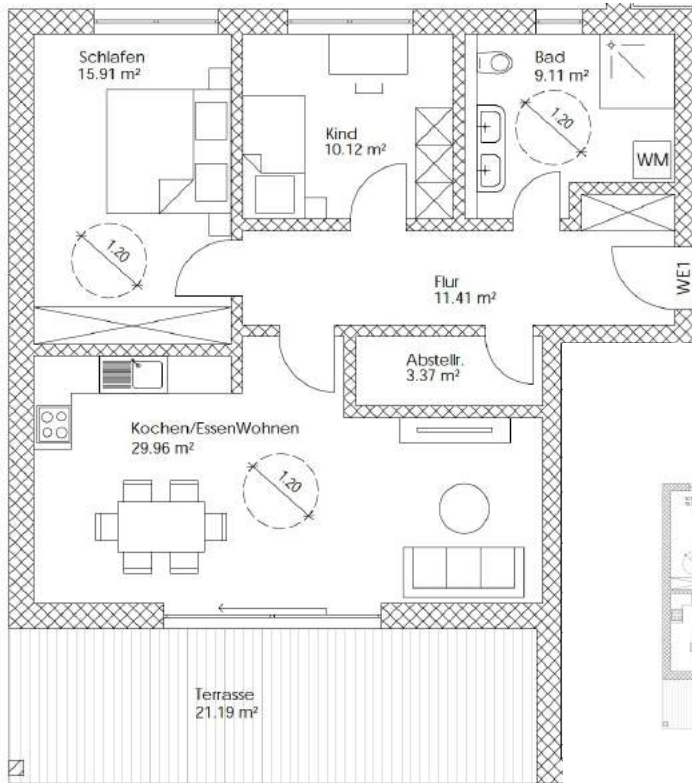 Schlafen
15.91 m²
Bad
9.11 m²
Kind
10.12 m²
1.20
WM
1.20
Flur
11.41 m²
WE1
Abstellr.
3.37 m²
Kochen/EssenWohnen
29.96 m²
1.20
Terrasse
21.19 m²